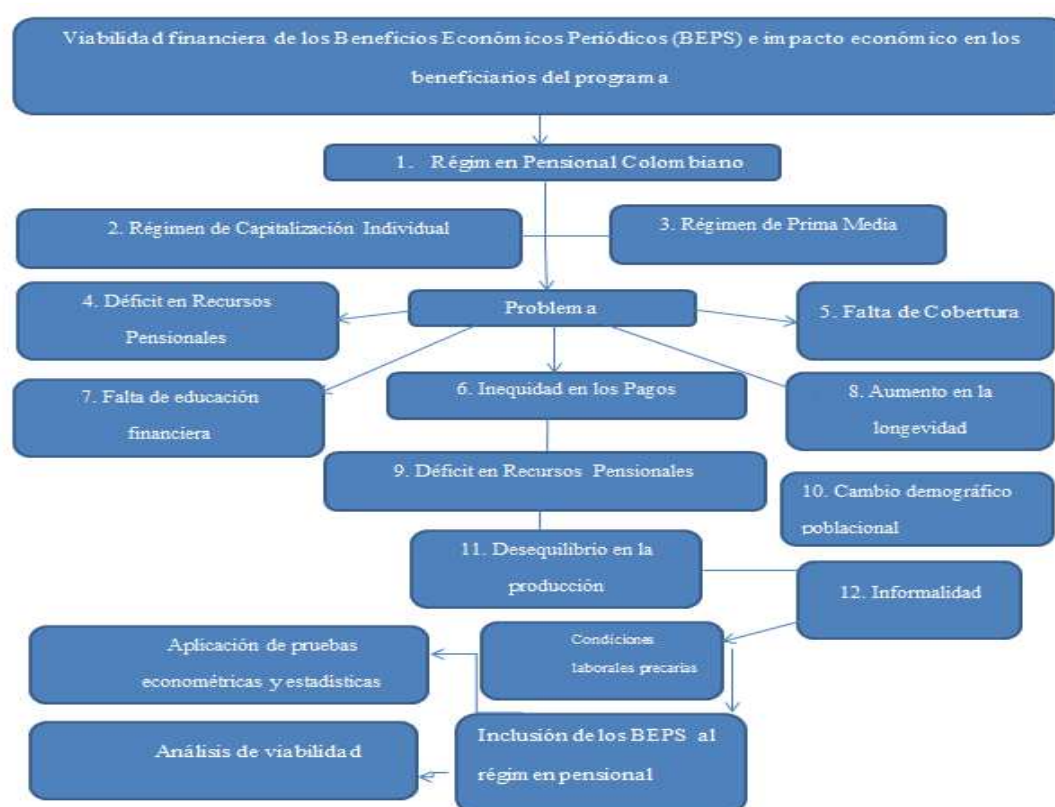 Viabilidad financiera de los Beneficios Económicos Periódicos (BEPS) e impacto económico en los
beneficiarios del programa
1. Régimen Pensional Colombiano
2. Régimen de Capitalización Individual
3. Régimen de Prima Media
4. Déficit en Recursos
Pensionales
Problema
5. Falta de Cobertura
7. Falta de educación
financiera
6. Inequidad en los Pagos
8. Aumento en la
longevidad
9. Déficit en Recursos Pensionales
10. Cambio demográfico
poblacional
11. Desequilibrio en la
producción
12. Informalidad
Aplicación de pruebas
econométricas y estadísticas
Condiciones
laborales precarias
Análisis de viabilidad
Inclusión de los BEPS al
régimen pensional